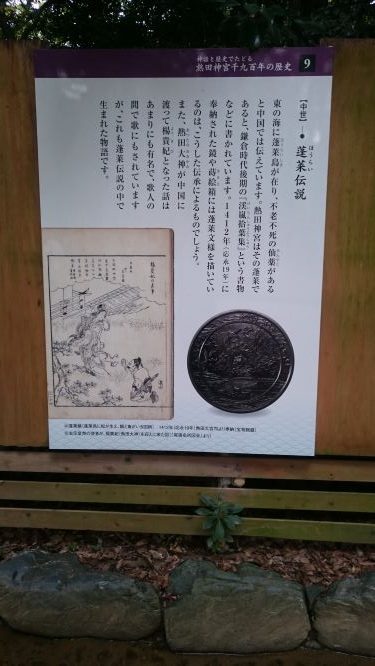 神話と歴史でたどる
熱田神宮千九百年の歴史
9
【中世】
● 蓬莱伝説
ほうらい
東の海に蓬莱島が在り、不老不死の仙薬がある
と中国では伝えています。熱田神宮はその蓬莱で
あると、鎌倉時代後期の『渓嵐拾葉集』という書物
などに書かれています。1412年(応永19年)に
奉納された鏡や蒔絵箱には蓬莱文様を描いてい
るのは、こうした伝承によるものでしょう。
また、熱田大神が中国に
渡って楊貴妃となった話は
あまりにも有名で、歌人の
間で歌にもされています
が、これも蓬莱伝説の中で
生まれた物語です。